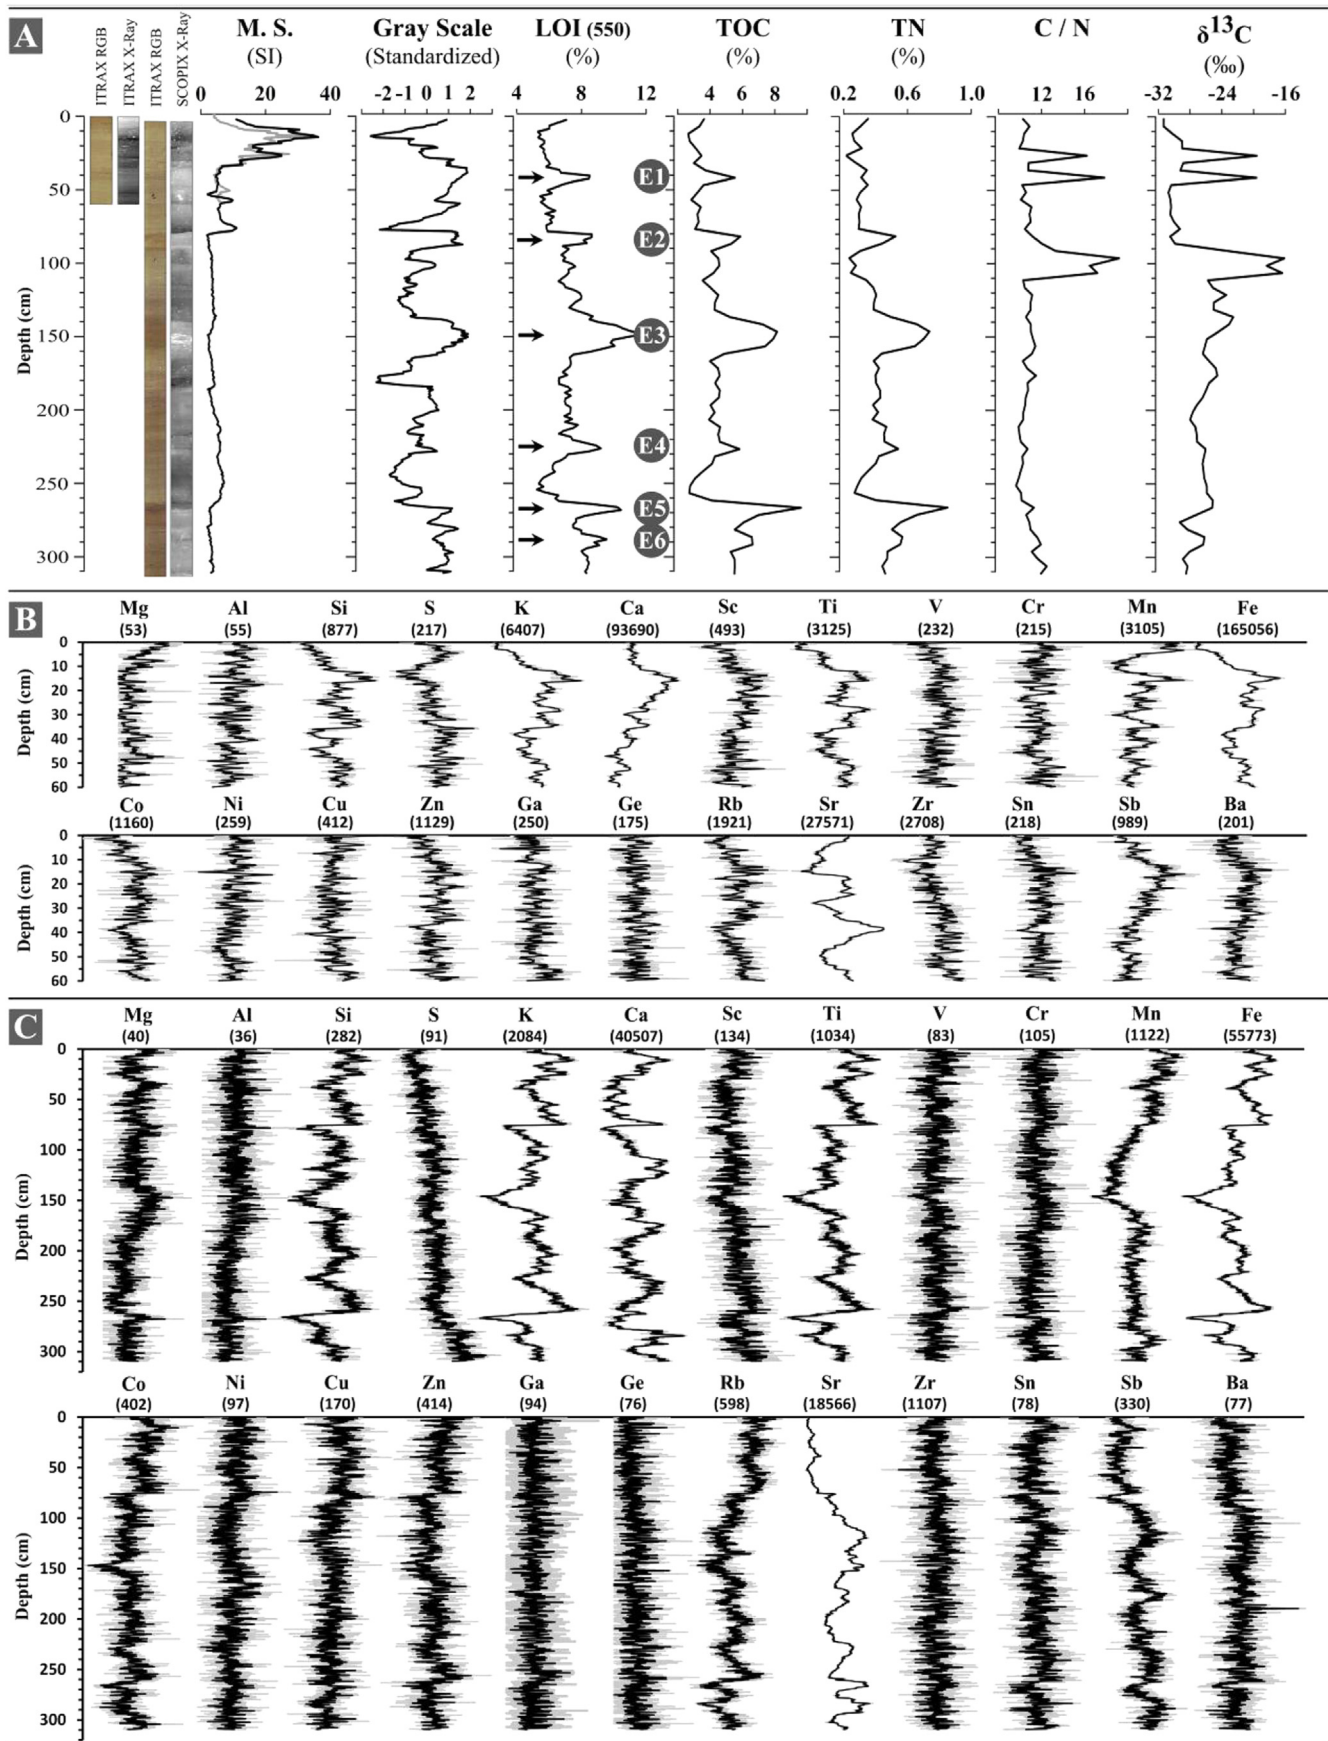 A
ITRAX RGB
ITRAX X-Ray
ITRAX RGB
SCOPIX X-Ray
M. S. Gray Scale LOI (550) TOC TN C / N δ¹³C
(SI) (Standardized) (%) (%) (%) (‰)
0 20 40 -2 -1 0 1 2 4 8 12 4 6 8 0.2 0.6 1.0 12 16 -32 -24 -16
0
50
100
150
200
250
300
Depth (cm)
E1
E2
E3
E4
E5
E6
B
Mg Al Si S K Ca Sc Ti V Cr Mn Fe
(53) (55) (877) (217) (6407) (93690) (493) (3125) (232) (215) (3105) (165056)
0
10
20
30
40
50
60
Depth (cm)
Co Ni Cu Zn Ga Ge Rb Sr Zr Sn Sb Ba
(1160) (259) (412) (1129) (250) (175) (1921) (27571) (2708) (218) (989) (201)
0
10
20
30
40
50
60
Depth (cm)
C
Mg Al Si S K Ca Sc Ti V Cr Mn Fe
(40) (36) (282) (91) (2084) (40507) (134) (1034) (83) (105) (1122) (55773)
0
50
100
150
200
250
300
Depth (cm)
Co Ni Cu Zn Ga Ge Rb Sr Zr Sn Sb Ba
(402) (97) (170) (414) (94) (76) (598) (18566) (1107) (78) (330) (77)
0
50
100
150
200
250
300
Depth (cm)